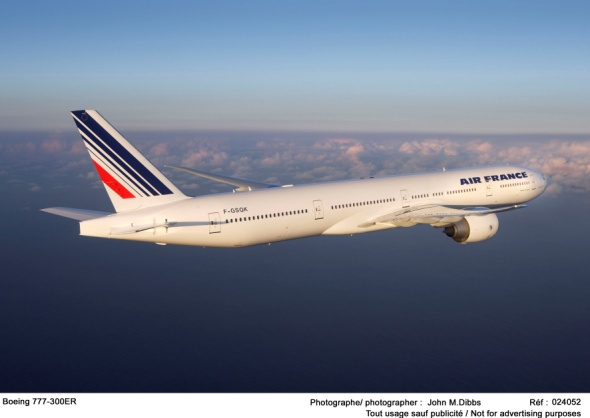 AIR FRANCE
F-GSQK
Boeing 777-300ER
Photographe/ photographer : John M.Dibbs
Réf : 024052
Tout usage sauf publicité / Not for advertising purposes